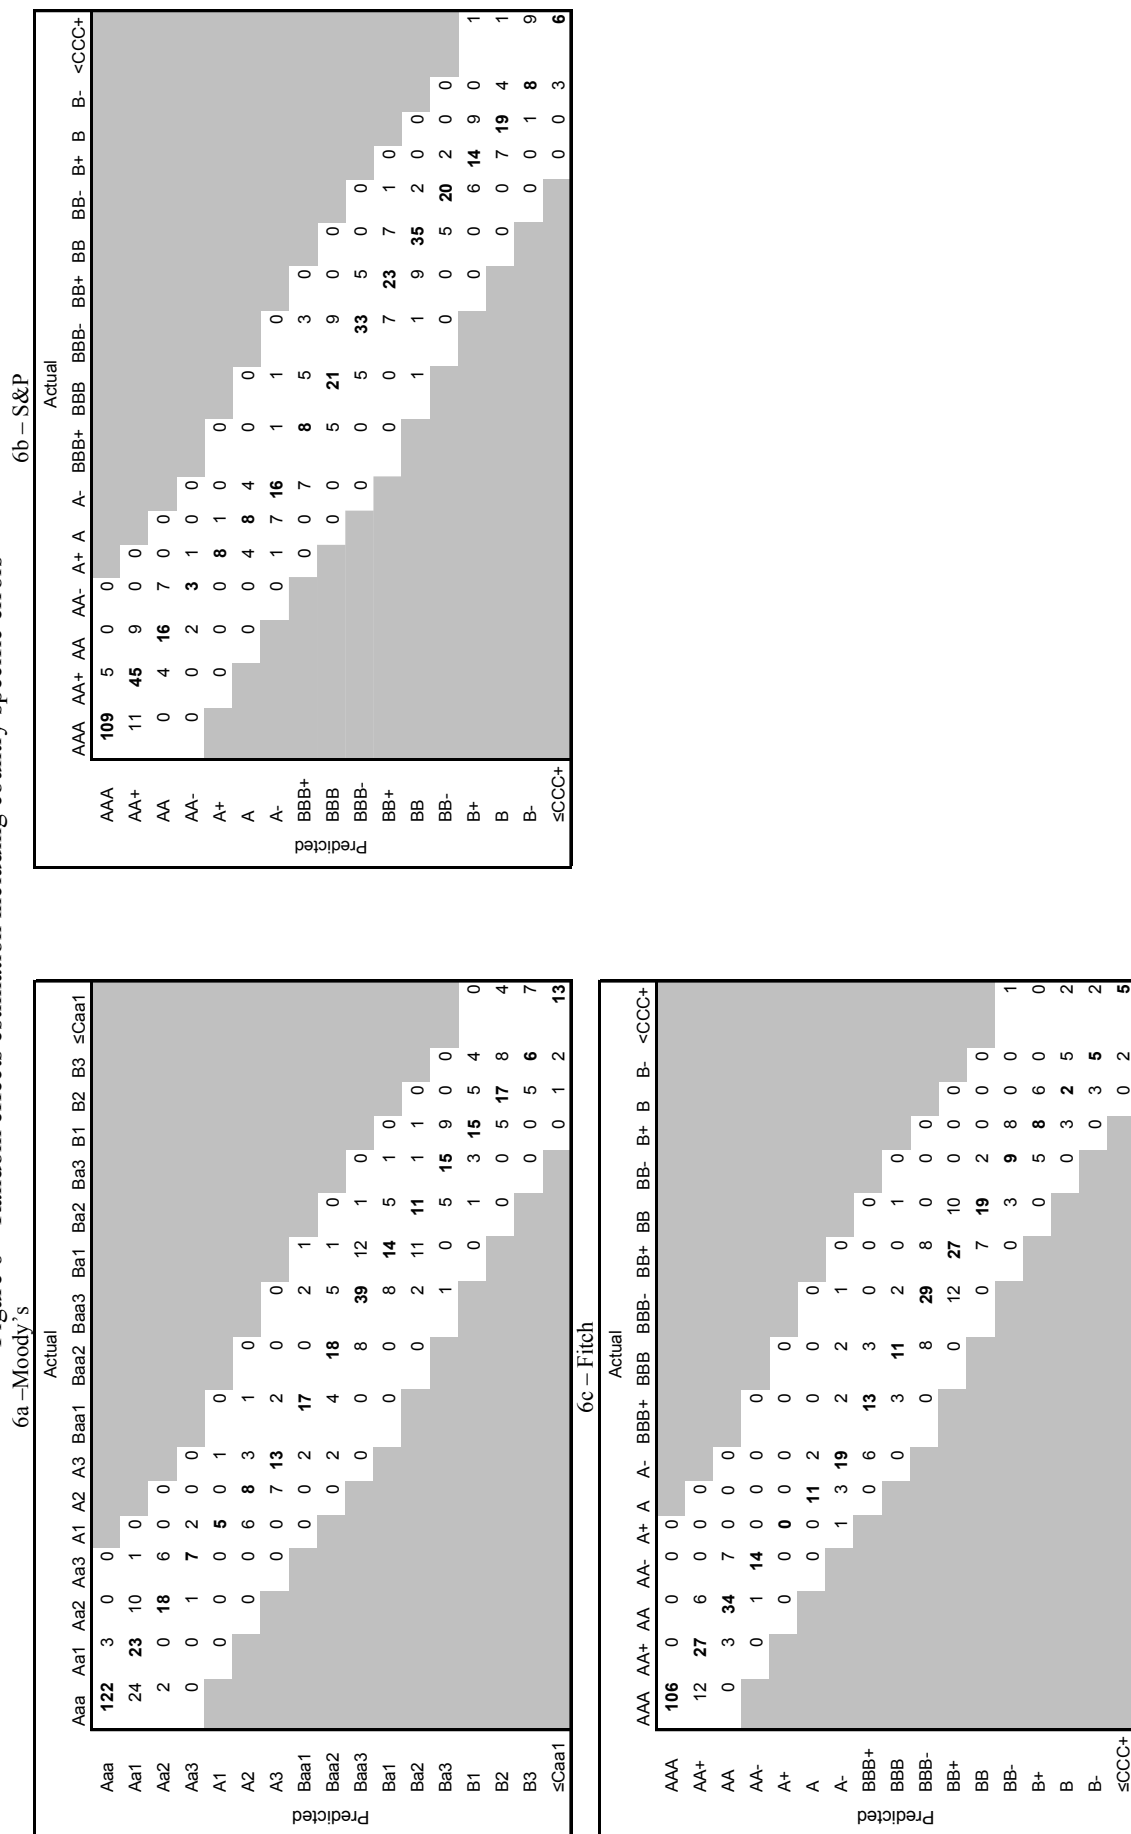 effects estimation including country specific errors
6a –Moody's
Actual
Aaa Aa1 Aa2 Aa3 A1 A2 A3 Baa1 Baa2 Baa3 Ba1 Ba2 Ba3 B1 B2 B3 ≤Caa1
Predicted
Aaa 122 3 0 0
Aa1 24 23 10 1 0
Aa2 2 0 18 6 0 0
Aa3 0 0 1 7 2 0 0
A1 0 0 0 5 0 1 0
A2 0 0 6 8 3 1 0
A3 0 0 7 13 2 0 0
Baa1 0 0 2 17 0 2 1
Baa2 0 2 4 18 5 1 0
Baa3 0 0 8 39 12 1 0
Ba1 0 0 8 14 5 1 0
Ba2 0 2 11 11 1 1 0
Ba3 1 0 5 15 9 0 0
B1 0 1 3 15 5 4 0
B2 0 0 5 17 8 4
B3 0 0 5 6 7
≤Caa1 0 1 2 13
6b – S&P
Actual
AAA AA+ AA AA- A+ A A- BBB+ BBB BBB- BB+ BB BB- B+ B B- <CCC+
Predicted
AAA 109 5 0 0
AA+ 11 45 9 0 0
AA 0 4 16 7 0 0
AA- 0 0 2 3 1 0 0
A+ 0 0 0 8 1 0 0
A 0 0 4 8 4 0 0
A- 0 1 7 16 1 1 0
BBB+ 0 0 7 8 5 3 0
BBB 0 0 5 21 9 0 0
BBB- 0 0 5 33 5 0 0
BB+ 0 0 7 23 7 1 0
BB 1 1 9 35 2 0 0
BB- 0 0 5 20 2 0 0
B+ 0 0 6 14 9 0 1
B 0 0 7 19 4 1
B- 0 0 1 8 9
≤CCC+ 0 0 3 6
6c – Fitch
Actual
AAA AA+ AA AA- A+ A A- BBB+ BBB BBB- BB+ BB BB- B+ B B- <CCC+
Predicted
AAA 106 0 0 0 0
AA+ 12 27 6 0 0 0
AA 0 3 34 7 0 0 0
AA- 0 1 14 0 0 0
A+ 0 0 0 0 0 0
A 0 0 11 2 0 0 0
A- 1 3 19 2 2 1 0
BBB+ 0 6 13 3 0 0 0
BBB 0 3 11 2 0 1 0
BBB- 0 8 29 8 0 0 0
BB+ 0 12 27 10 0 0 0
BB 0 7 19 2 0 0 0
BB- 0 3 9 8 0 0 1
B+ 0 5 8 6 0 0
B 0 3 2 5 2
B- 0 3 5 2
≤CCC+ 0 2 5